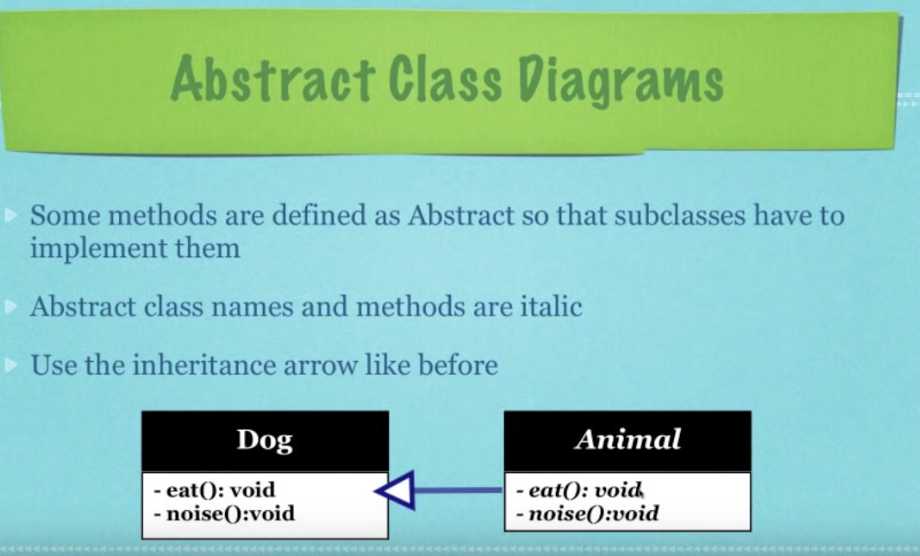 Abstract Class Diagrams
Some methods are defined as Abstract so that subclasses have to
implement them
Abstract class names and methods are italic
Use the inheritance arrow like before
Dog
- eat(): void
- noise():void
Animal
- eat(): void
- noise():void